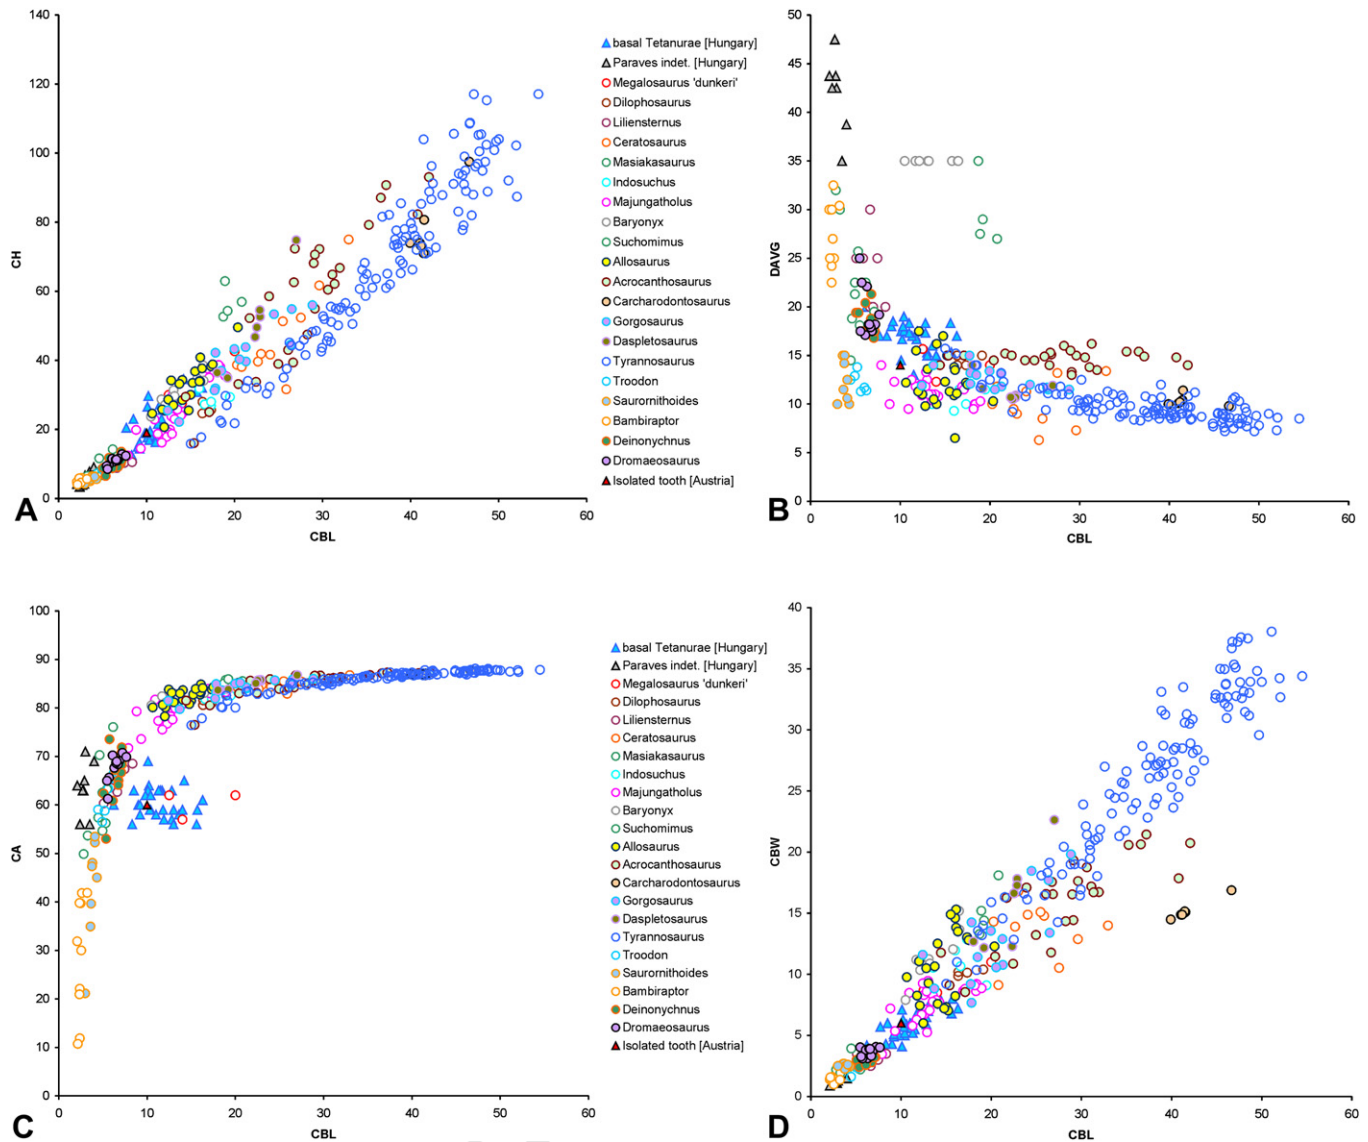 140
120
100
80
60
40
20
0
CH
0 10 20 30 40 50 60
CBL
A
basal Tetanurae [Hungary]
Paraves indet. [Hungary]
Megalosaurus 'dunkeri'
Dilophosaurus
Liliensternus
Ceratosaurus
Masiakasaurus
Indosuchus
Majungatholus
Baryonyx
Suchomimus
Allosaurus
Acrocanthosaurus
Carcharodontosaurus
Gorgosaurus
Daspletosaurus
Tyrannosaurus
Troodon
Saurornithoides
Bambiraptor
Deinonychnus
Dromaeosaurus
Isolated tooth [Austria]
50
45
40
35
30
25
20
15
10
5
0
DAVG
0 10 20 30 40 50 60
CBL
B
100
90
80
70
60
50
40
30
20
10
0
CA
0 10 20 30 40 50 60
CBL
C
basal Tetanurae [Hungary]
Paraves indet. [Hungary]
Megalosaurus 'dunkeri'
Dilophosaurus
Liliensternus
Ceratosaurus
Masiakasaurus
Indosuchus
Majungatholus
Baryonyx
Suchomimus
Allosaurus
Acrocanthosaurus
Carcharodontosaurus
Gorgosaurus
Daspletosaurus
Tyrannosaurus
Troodon
Saurornithoides
Bambiraptor
Deinonychnus
Dromaeosaurus
Isolated tooth [Austria]
40
35
30
25
20
15
10
5
0
CBW
0 10 20 30 40 50 60
CBL
D